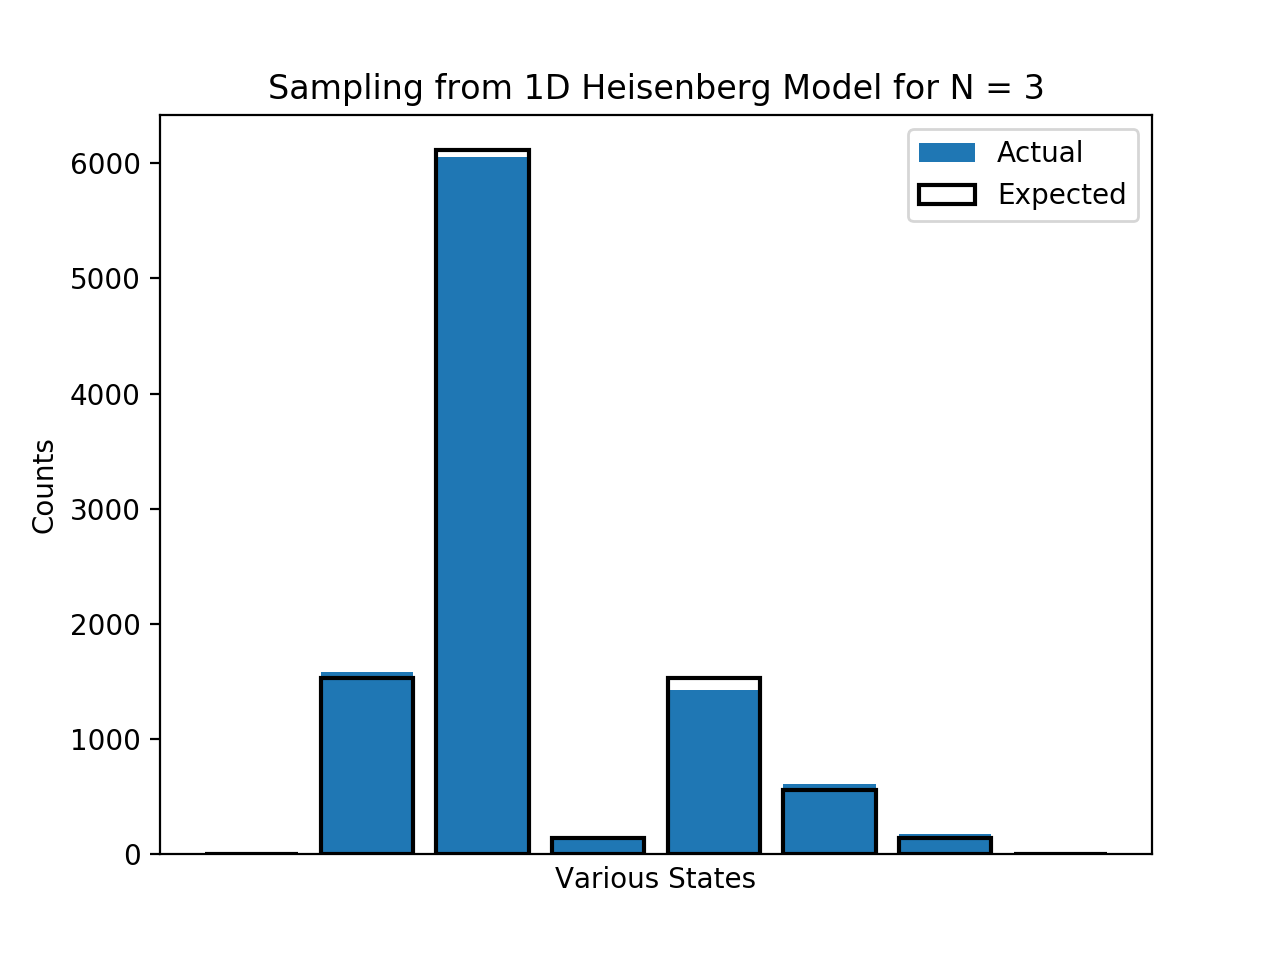 Sampling from 1D Heisenberg Model for N = 3
Actual
Expected
6000
5000
4000
3000
2000
1000
0
Counts
Various States